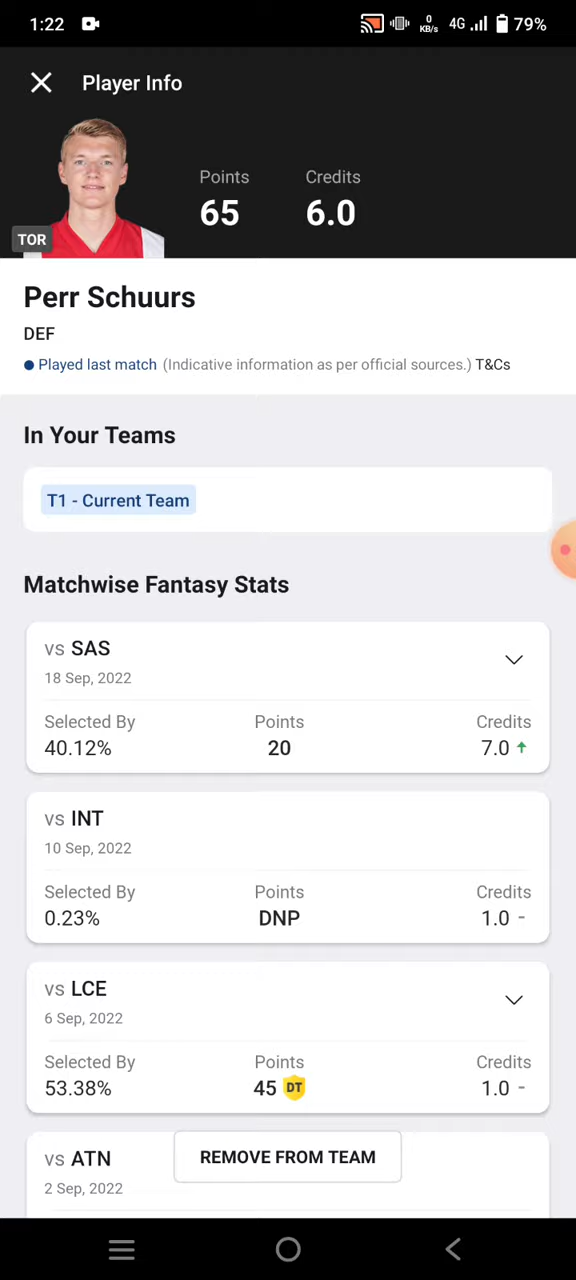 1:22 0 KB/s 4G 79%
Player Info
Points Credits
65 6.0
TOR
Perr Schuurs
DEF
Played last match (Indicative information as per official sources.) T&Cs
In Your Teams
T1 - Current Team
Matchwise Fantasy Stats
vs SAS
18 Sep, 2022
Selected By Points Credits
40.12% 20 7.0
vs INT
10 Sep, 2022
Selected By Points Credits
0.23% DNP 1.0 -
vs LCE
6 Sep, 2022
Selected By Points Credits
53.38% 45 DT 1.0 -
vs ATN
2 Sep, 2022
REMOVE FROM TEAM